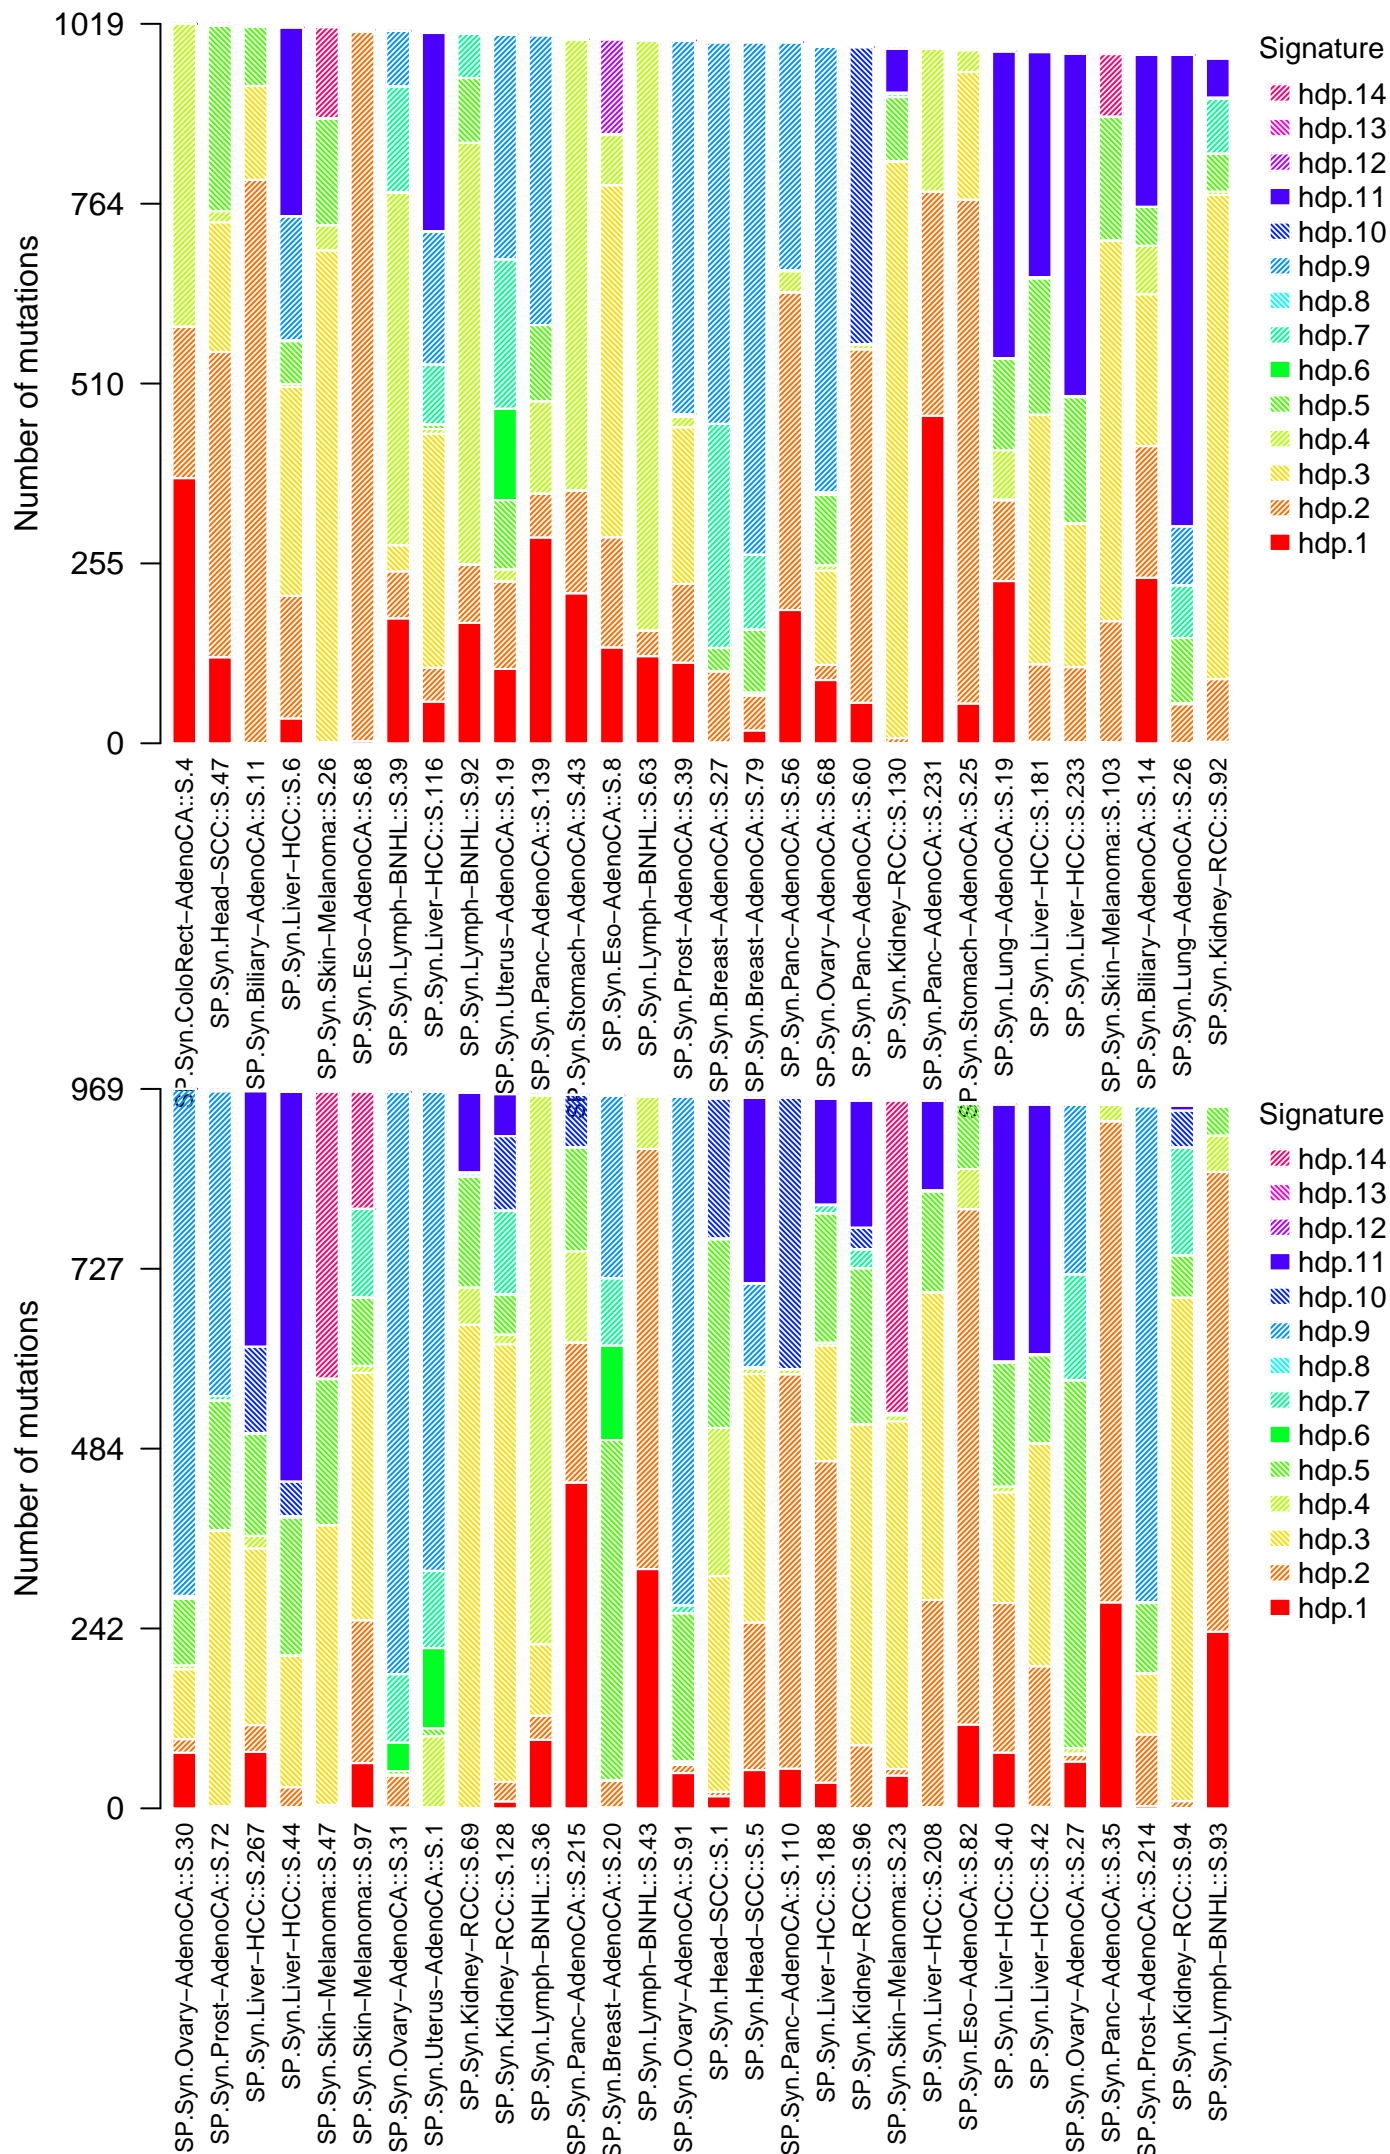 Number of mutations
1019
764
510
255
0
SP.Syn.ColoRect−AdenoCA::S.4
SP.Syn.Head−SCC::S.47
SP.Syn.Biliary−AdenoCA::S.11
SP.Syn.Liver−HCC::S.6
SP.Syn.Skin−Melanoma::S.26
SP.Syn.Eso−AdenoCA::S.68
SP.Syn.Lymph−BNHL::S.39
SP.Syn.Liver−HCC::S.116
SP.Syn.Lymph−BNHL::S.92
SP.Syn.Uterus−AdenoCA::S.19
SP.Syn.Panc−AdenoCA::S.139
SP.Syn.Stomach−AdenoCA::S.43
SP.Syn.Eso−AdenoCA::S.8
SP.Syn.Lymph−BNHL::S.63
SP.Syn.Prost−AdenoCA::S.39
SP.Syn.Breast−AdenoCA::S.27
SP.Syn.Breast−AdenoCA::S.79
SP.Syn.Panc−AdenoCA::S.56
SP.Syn.Ovary−AdenoCA::S.68
SP.Syn.Panc−AdenoCA::S.60
SP.Syn.Kidney−RCC::S.130
SP.Syn.Panc−AdenoCA::S.231
SP.Syn.Stomach−AdenoCA::S.25
SP.Syn.Lung−AdenoCA::S.19
SP.Syn.Liver−HCC::S.181
SP.Syn.Liver−HCC::S.233
SP.Syn.Skin−Melanoma::S.103
SP.Syn.Biliary−AdenoCA::S.14
SP.Syn.Lung−AdenoCA::S.26
SP.Syn.Kidney−RCC::S.92
Signature
hdp.14
hdp.13
hdp.12
hdp.11
hdp.10
hdp.9
hdp.8
hdp.7
hdp.6
hdp.5
hdp.4
hdp.3
hdp.2
hdp.1
Number of mutations
969
727
484
242
0
SP.Syn.Ovary−AdenoCA::S.30
SP.Syn.Prost−AdenoCA::S.72
SP.Syn.Liver−HCC::S.267
SP.Syn.Liver−HCC::S.44
SP.Syn.Skin−Melanoma::S.47
SP.Syn.Skin−Melanoma::S.97
SP.Syn.Ovary−AdenoCA::S.31
SP.Syn.Uterus−AdenoCA::S.1
SP.Syn.Kidney−RCC::S.69
SP.Syn.Kidney−RCC::S.128
SP.Syn.Lymph−BNHL::S.36
SP.Syn.Panc−AdenoCA::S.215
SP.Syn.Breast−AdenoCA::S.20
SP.Syn.Lymph−BNHL::S.43
SP.Syn.Ovary−AdenoCA::S.91
SP.Syn.Head−SCC::S.1
SP.Syn.Head−SCC::S.5
SP.Syn.Panc−AdenoCA::S.110
SP.Syn.Liver−HCC::S.188
SP.Syn.Kidney−RCC::S.96
SP.Syn.Skin−Melanoma::S.23
SP.Syn.Liver−HCC::S.208
SP.Syn.Eso−AdenoCA::S.82
SP.Syn.Liver−HCC::S.40
SP.Syn.Liver−HCC::S.42
SP.Syn.Ovary−AdenoCA::S.27
SP.Syn.Panc−AdenoCA::S.35
SP.Syn.Prost−AdenoCA::S.214
SP.Syn.Kidney−RCC::S.94
SP.Syn.Lymph−BNHL::S.93
Signature
hdp.14
hdp.13
hdp.12
hdp.11
hdp.10
hdp.9
hdp.8
hdp.7
hdp.6
hdp.5
hdp.4
hdp.3
hdp.2
hdp.1